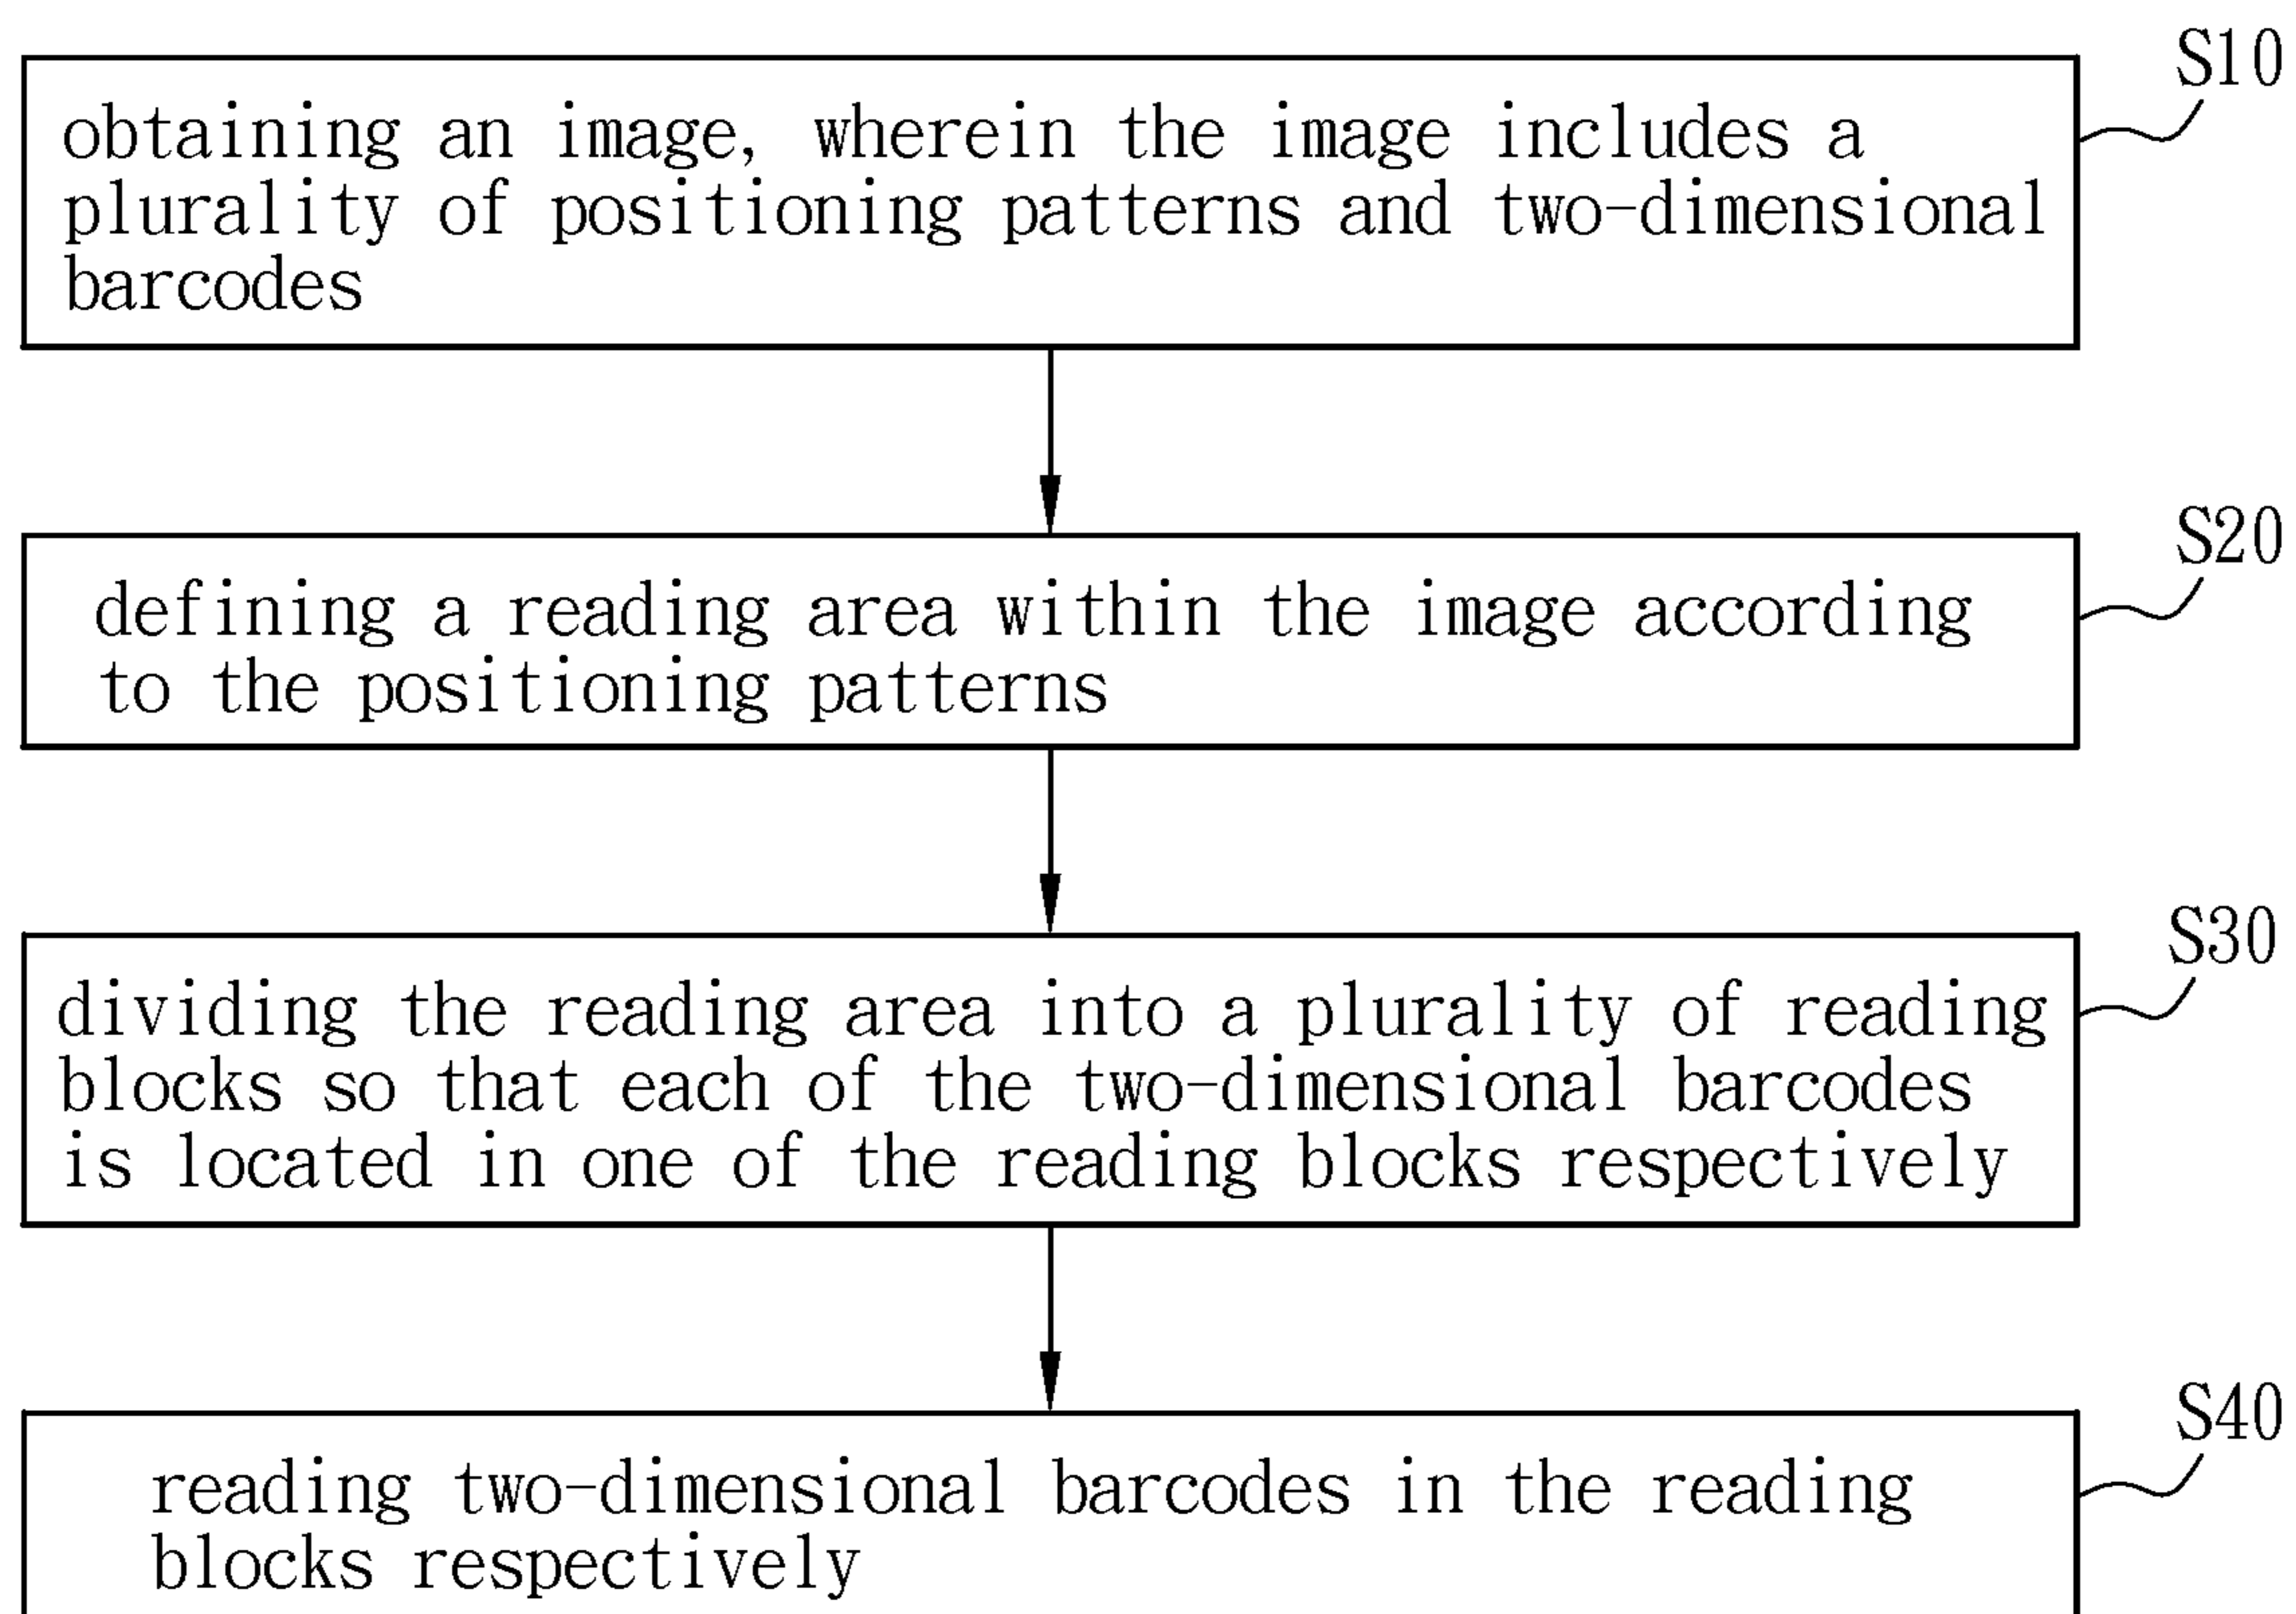 S10
obtaining an image, wherein the image includes a
plurality of positioning patterns and two-dimensional
barcodes
S20
defining a reading area within the image according
to the positioning patterns
S30
dividing the reading area into a plurality of reading
blocks so that each of the two-dimensional barcodes
is located in one of the reading blocks respectively
S40
reading two-dimensional barcodes in the reading
blocks respectively